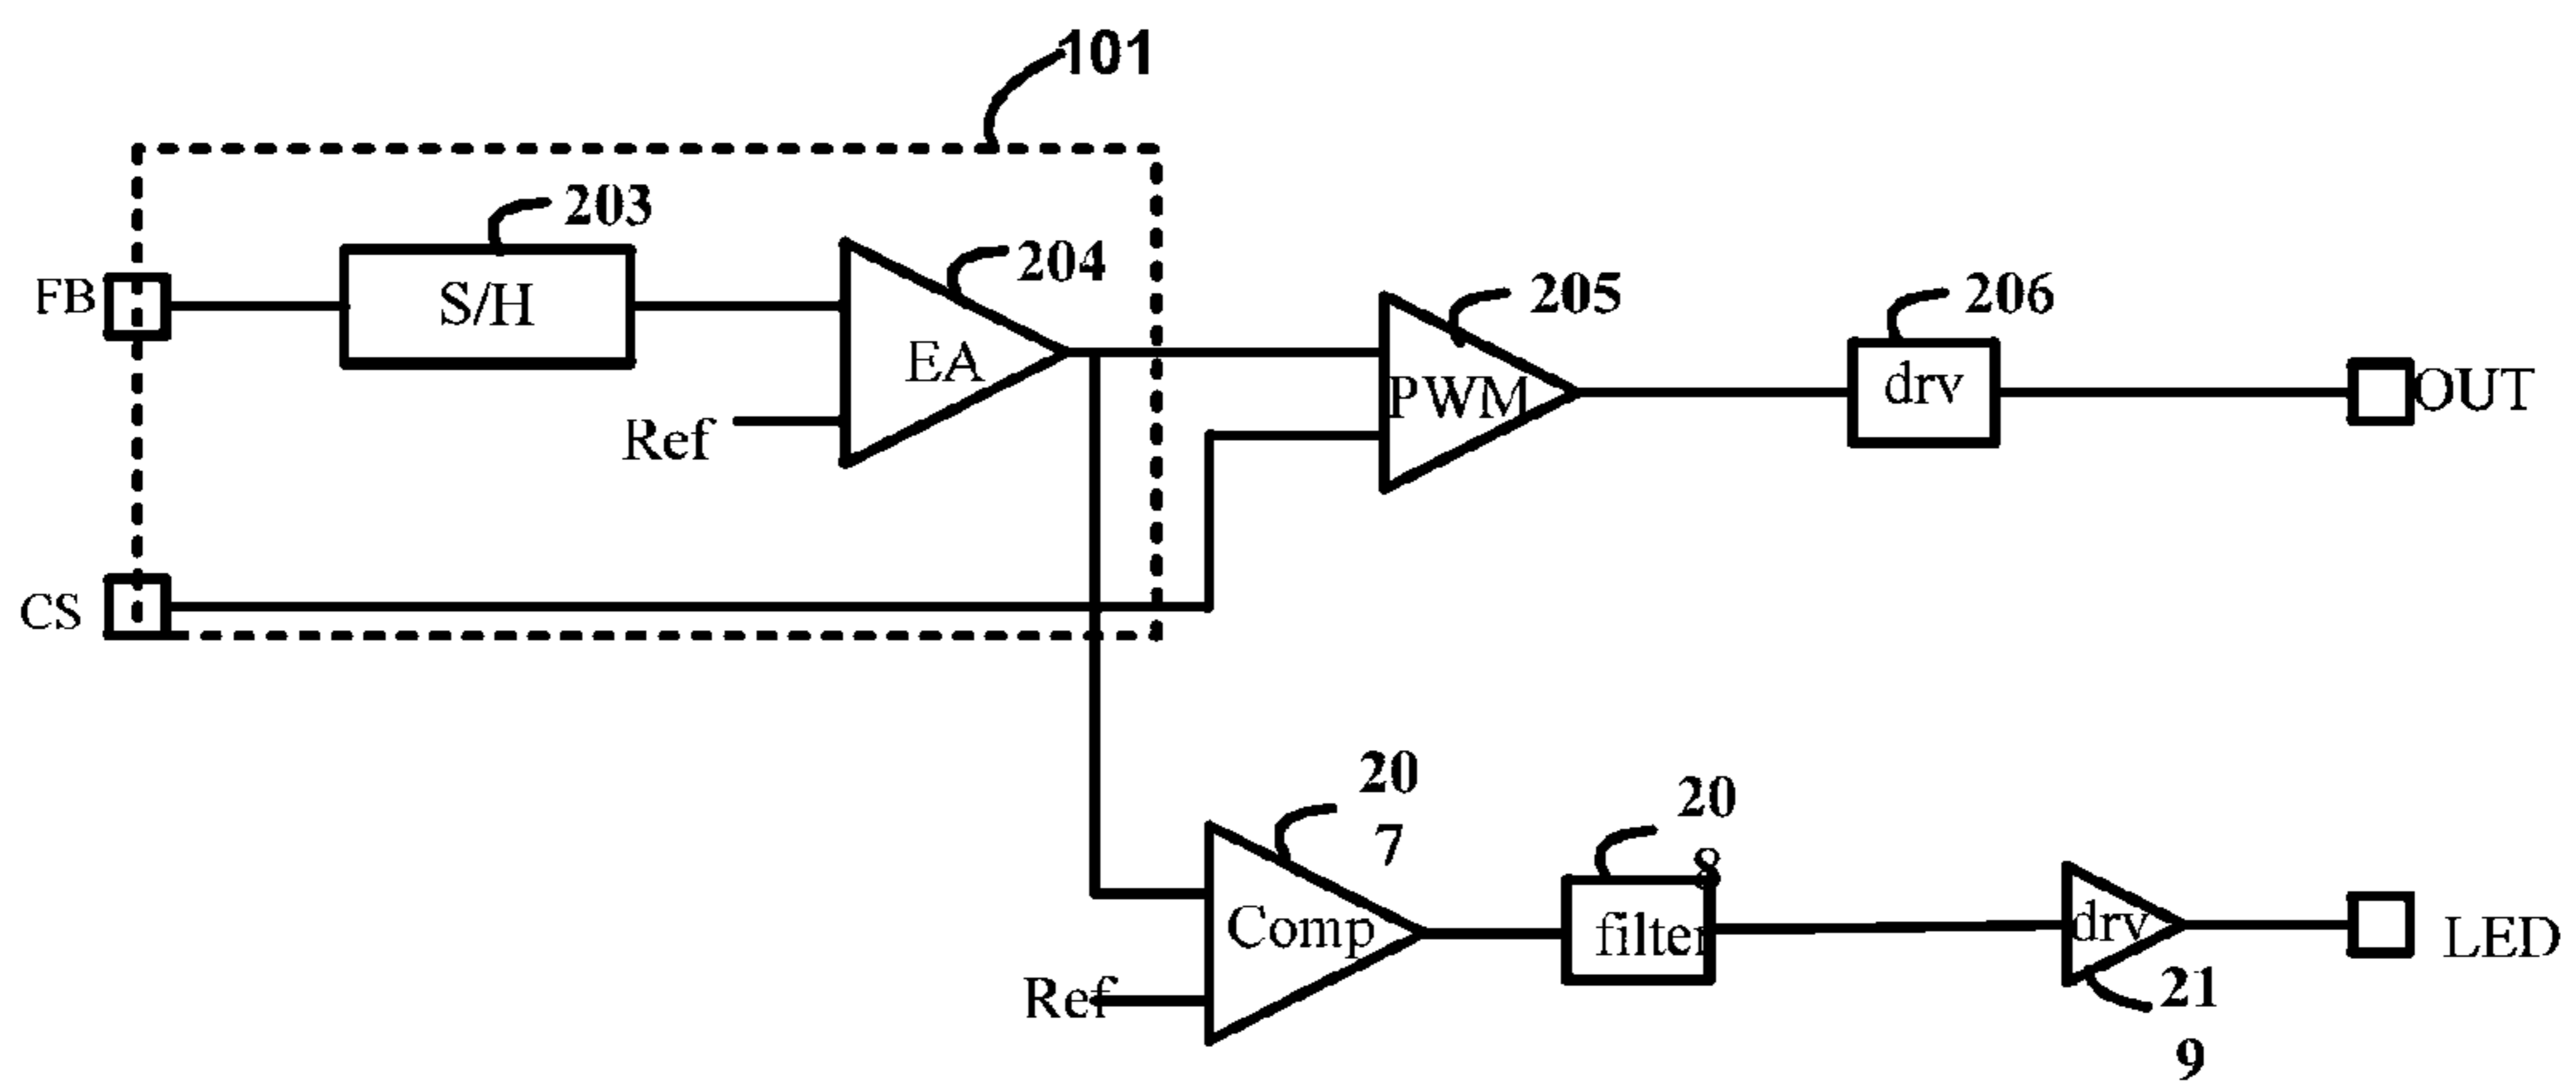 101
203
204
FB
S/H
EA
Ref
205
PWM
206
drv
OUT
CS
20
7
Comp
Ref
20
8
filter
drv
21
9
LED